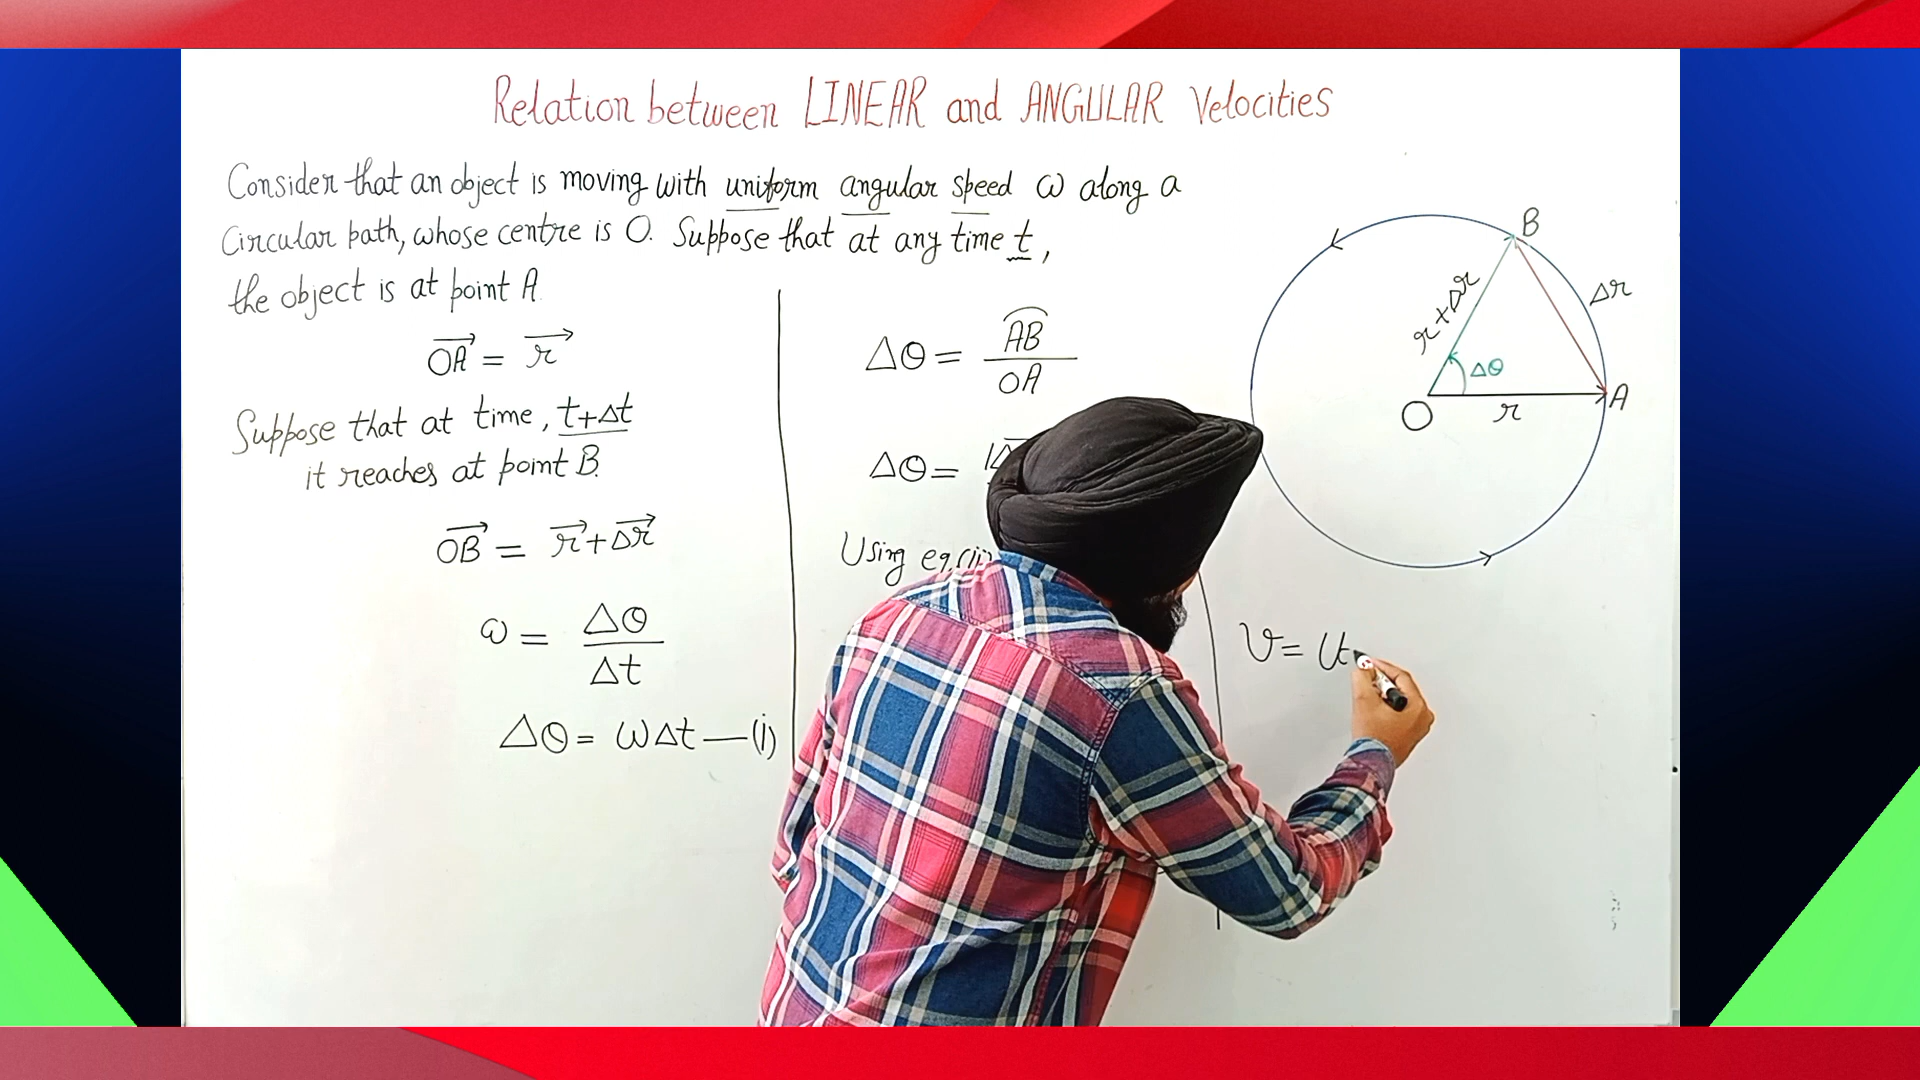 Relation between LINEAR and ANGULAR Velocities
Consider that an object is moving with uniform angular speed ω along a
Circular path, whose centre is O. Suppose that at any time t,
the object is at point A
OA = r
Suppose that at time, t+Δt
it reaches at point B.
OB = r+Δr
ω = Δθ/Δt
Δθ = ωΔt —(i)
Δθ = AB/OA
Δθ =
Using eq.(ii)
B
Δr
r+Δr
Δθ
A
O
r
v =